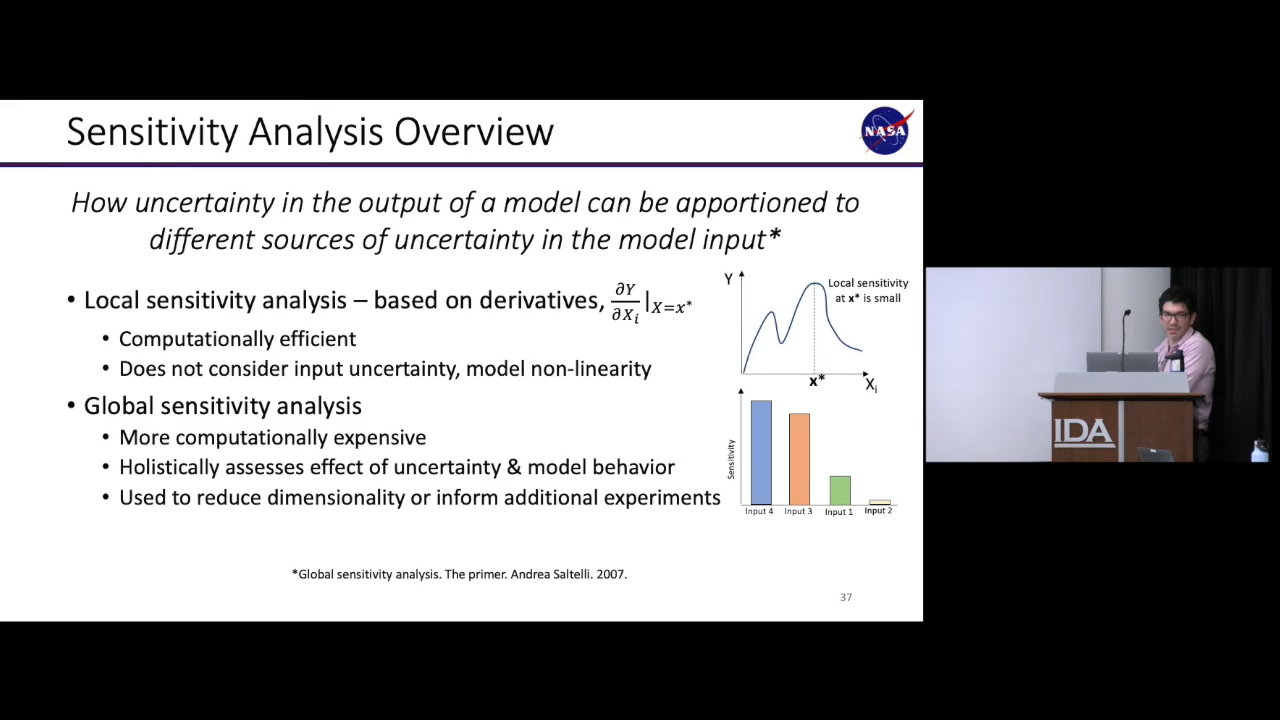 Sensitivity Analysis Overview
NASA
How uncertainty in the output of a model can be apportioned to
different sources of uncertainty in the model input*
• Local sensitivity analysis – based on derivatives, ∂Y/∂Xᵢ |X=x*
• Computationally efficient
• Does not consider input uncertainty, model non-linearity
• Global sensitivity analysis
• More computationally expensive
• Holistically assesses effect of uncertainty & model behavior
• Used to reduce dimensionality or inform additional experiments
Y
Local sensitivity
at x* is small
x*
Xᵢ
Sensitivity
Input 4 Input 3 Input 1 Input 2
*Global sensitivity analysis. The primer. Andrea Saltelli. 2007.
37
IDA